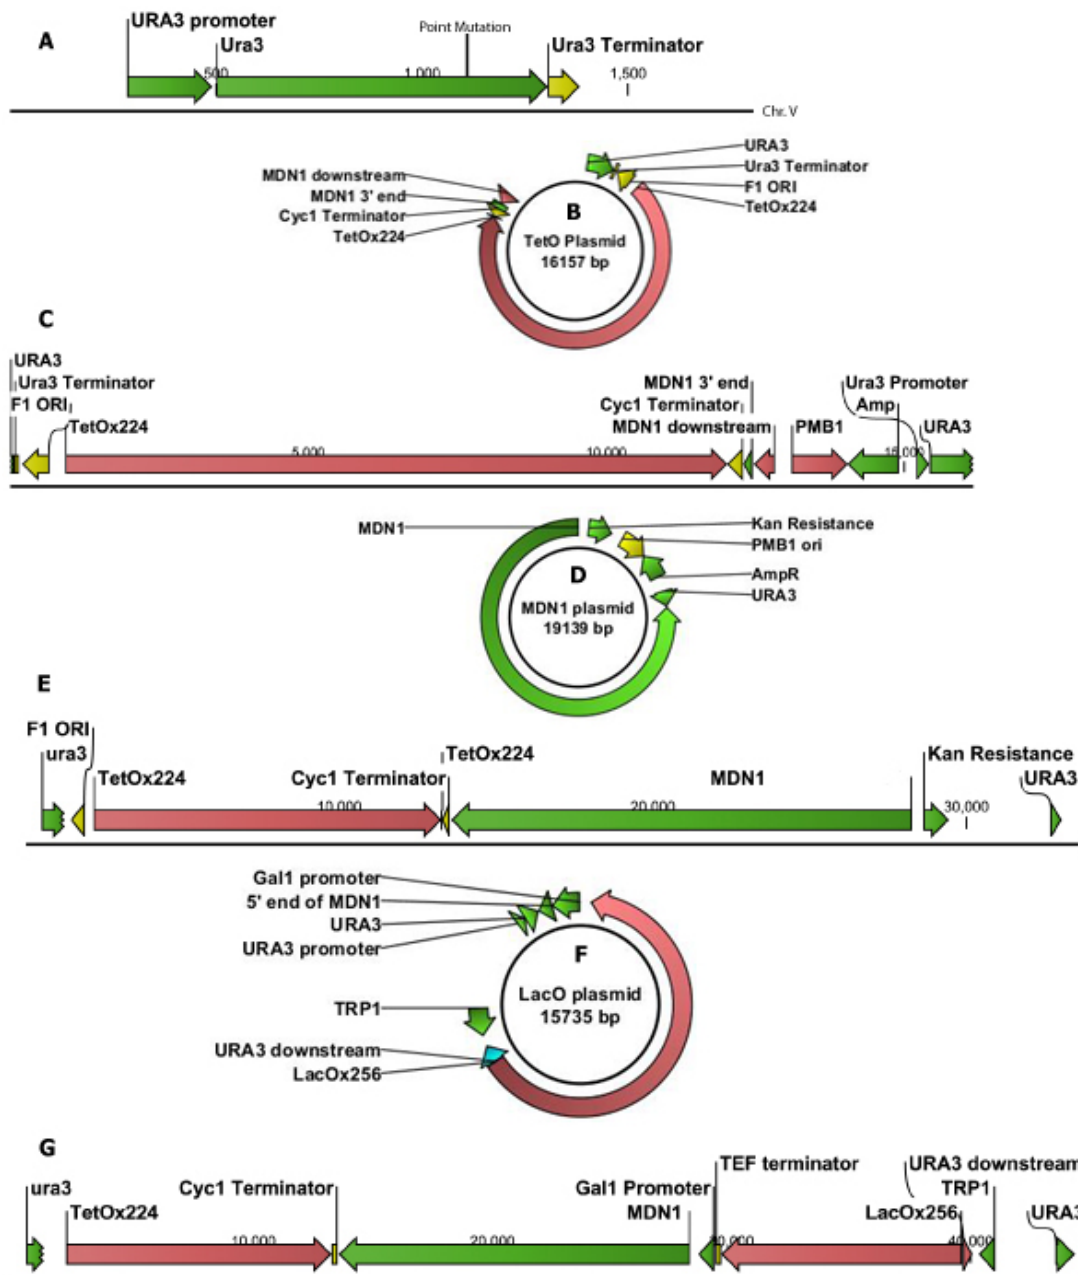 A
URA3 promoter
Ura3
Point Mutation
Ura3 Terminator
500
1,000
1,500
Chr. V
B
TetO Plasmid
16157 bp
MDN1 downstream
MDN1 3' end
Cyc1 Terminator
TetOx224
URA3
Ura3 Terminator
F1 ORI
TetOx224
C
URA3
Ura3 Terminator
F1 ORI
TetOx224
MDN1 3' end
Cyc1 Terminator
MDN1 downstream
PMB1
Ura3 Promoter
Amp
URA3
5,000
10,000
15,000
MDN1
D
MDN1 plasmid
19139 bp
Kan Resistance
PMB1 ori
AmpR
URA3
E
F1 ORI
ura3
TetOx224
Cyc1 Terminator
TetOx224
MDN1
Kan Resistance
URA3
10,000
20,000
30,000
Gal1 promoter
5' end of MDN1
URA3
URA3 promoter
TRP1
URA3 downstream
LacOx256
F
LacO plasmid
15735 bp
G
ura3
TetOx224
Cyc1 Terminator
Gal1 Promoter
MDN1
TEF terminator
URA3 downstream
TRP1
LacOx256
URA3
10,000
20,000
30,000
40,000